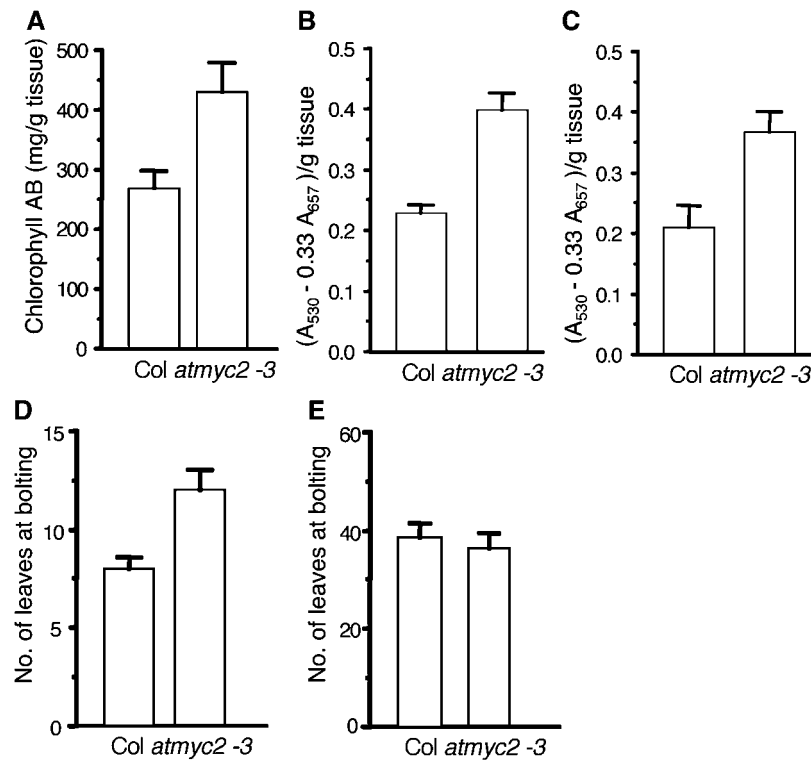 A
Chlorophyll AB (mg/g tissue)
500
400
300
200
100
0
Col atmyc2 -3
B
(A530 - 0.33 A657 )/g tissue
0.5
0.4
0.3
0.2
0.1
0.0
Col atmyc2 -3
C
(A530 - 0.33 A657 )/g tissue
0.5
0.4
0.3
0.2
0.1
0.0
Col atmyc2 -3
D
No. of leaves at bolting
15
10
5
0
Col atmyc2 -3
E
No. of leaves at bolting
60
40
20
0
Col atmyc2 -3